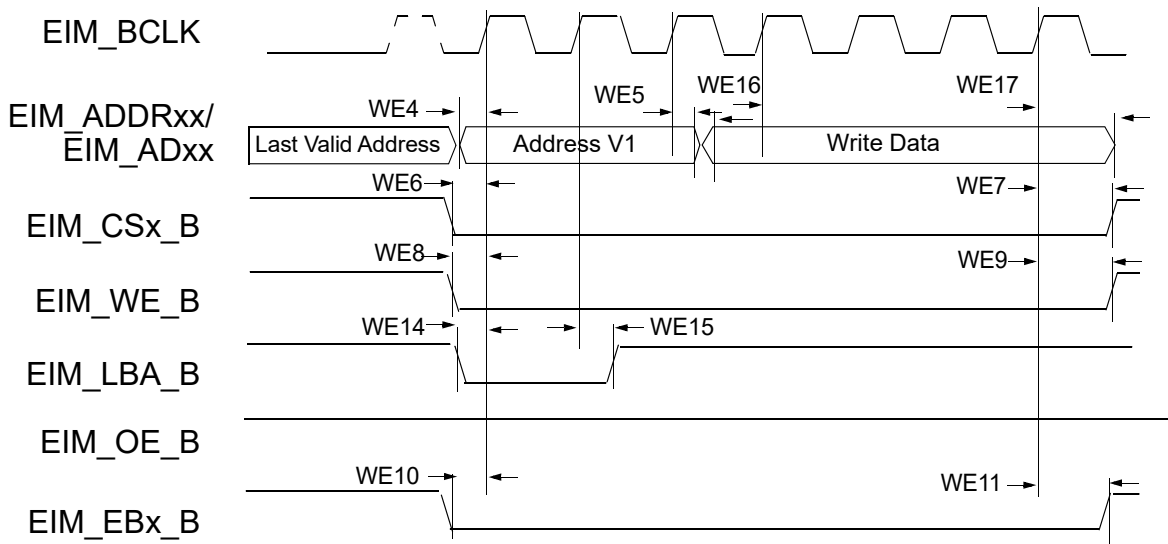 EIM_BCLK
WE5
WE16
WE17
WE4
EIM_ADDRxx/
EIM_ADxx
Last Valid Address
Address V1
Write Data
WE6
WE7
EIM_CSx_B
WE8
WE9
EIM_WE_B
WE14
WE15
EIM_LBA_B
EIM_OE_B
WE10
WE11
EIM_EBx_B